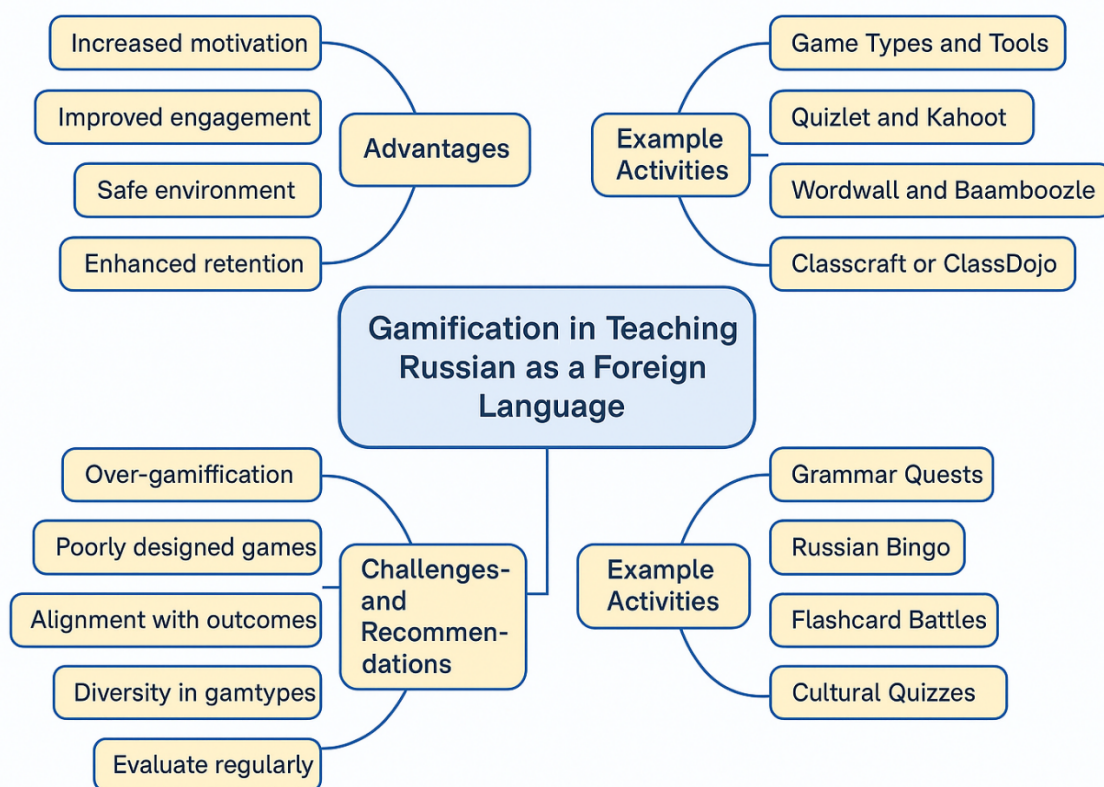 Increased motivation
Improved engagement
Safe environment
Enhanced retention
Advantages
Example
Activities
Game Types and Tools
Quizlet and Kahoot
Wordwall and Baamboozle
Classcraft or ClassDojo
Gamification in Teaching
Russian as a Foreign
Language
Over-gamiffication
Poorly designed games
Alignment with outcomes
Diversity in gamtypes
Evaluate regularly
Challenges-
and
Recommen-
dations
Example
Activities
Grammar Quests
Russian Bingo
Flashcard Battles
Cultural Quizzes